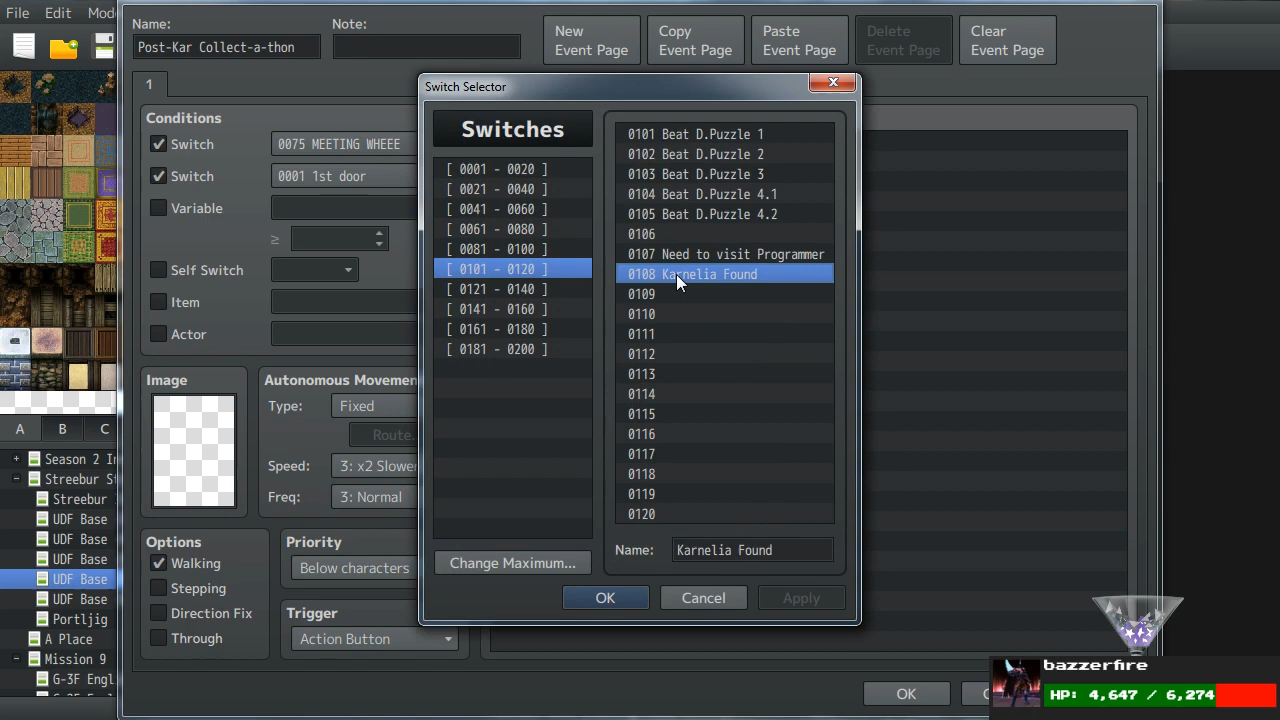 File Edit Mod
Name:
Note:
Post-Kar Collect-a-thon
New
Event Page
Copy
Event Page
Paste
Event Page
Delete
Event Page
Clear
Event Page
1
Conditions
Switch
0075 MEETING WHEEE
Switch
0001 1st door
Variable
≥
Self Switch
Item
Actor
Image
Autonomous Movemen
Type:
Fixed
Route.
Speed:
3: x2 Slower
Freq:
3: Normal
Options
Walking
Stepping
Direction Fix
Through
Priority
Below characters
Trigger
Action Button
Switch Selector
Switches
[ 0001 - 0020 ]
[ 0021 - 0040 ]
[ 0041 - 0060 ]
[ 0061 - 0080 ]
[ 0081 - 0100 ]
[ 0101 - 0120 ]
[ 0121 - 0140 ]
[ 0141 - 0160 ]
[ 0161 - 0180 ]
[ 0181 - 0200 ]
Change Maximum...
0101 Beat D.Puzzle 1
0102 Beat D.Puzzle 2
0103 Beat D.Puzzle 3
0104 Beat D.Puzzle 4.1
0105 Beat D.Puzzle 4.2
0106
0107 Need to visit Programmer
0108 Karnelia Found
0109
0110
0111
0112
0113
0114
0115
0116
0117
0118
0119
0120
Name:
Karnelia Found
OK
Cancel
Apply
A B C
Season 2 I
Streebur S
Streebur
UDF Base
UDF Base
UDF Base
UDF Base
UDF Base
Portljig
A Place
Mission 9
G-3F Engl
OK
bazzerfire
HP: 4,647 / 6,274